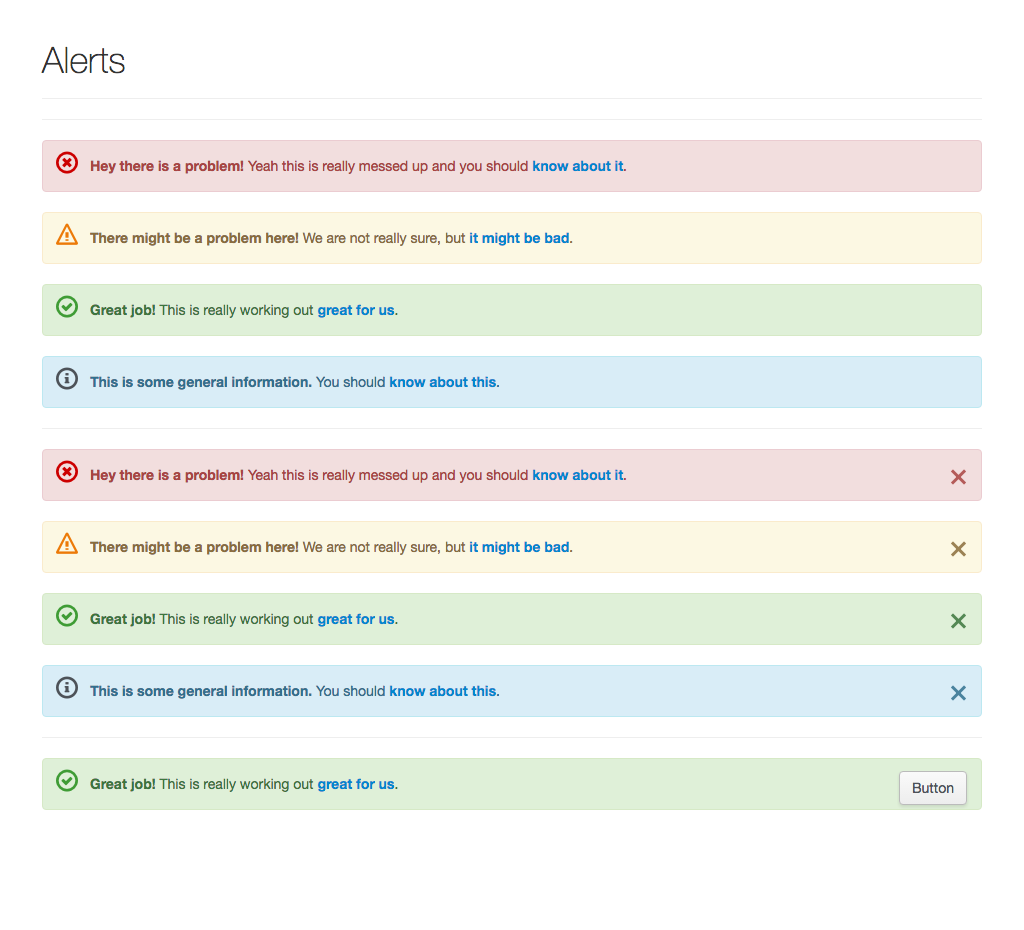 Alerts
Hey there is a problem! Yeah this is really messed up and you should know about it.
There might be a problem here! We are not really sure, but it might be bad.
Great job! This is really working out great for us.
This is some general information. You should know about this.
Hey there is a problem! Yeah this is really messed up and you should know about it.
There might be a problem here! We are not really sure, but it might be bad.
Great job! This is really working out great for us.
This is some general information. You should know about this.
Great job! This is really working out great for us.
Button